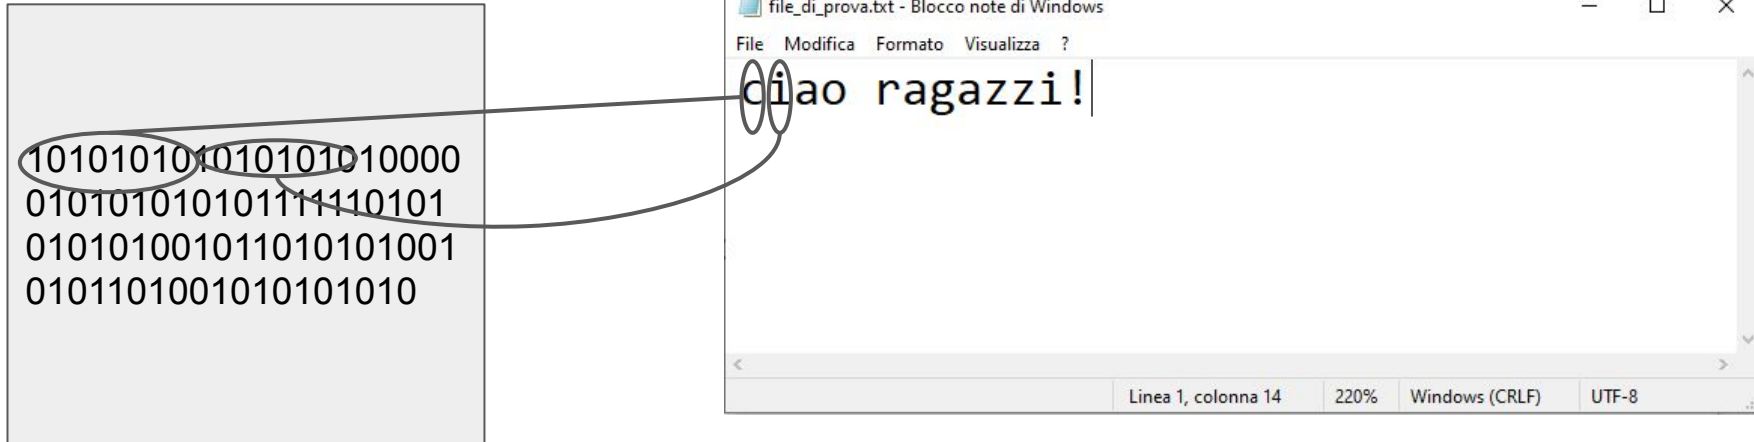 10101010101010101010000
010101010101111110101
010101001011010101001
0101101001010101010
file_di_prova.txt - Blocco note di Windows
File Modifica Formato Visualizza ?
ciao ragazzi!
Linea 1, colonna 14 220% Windows (CRLF) UTF-8